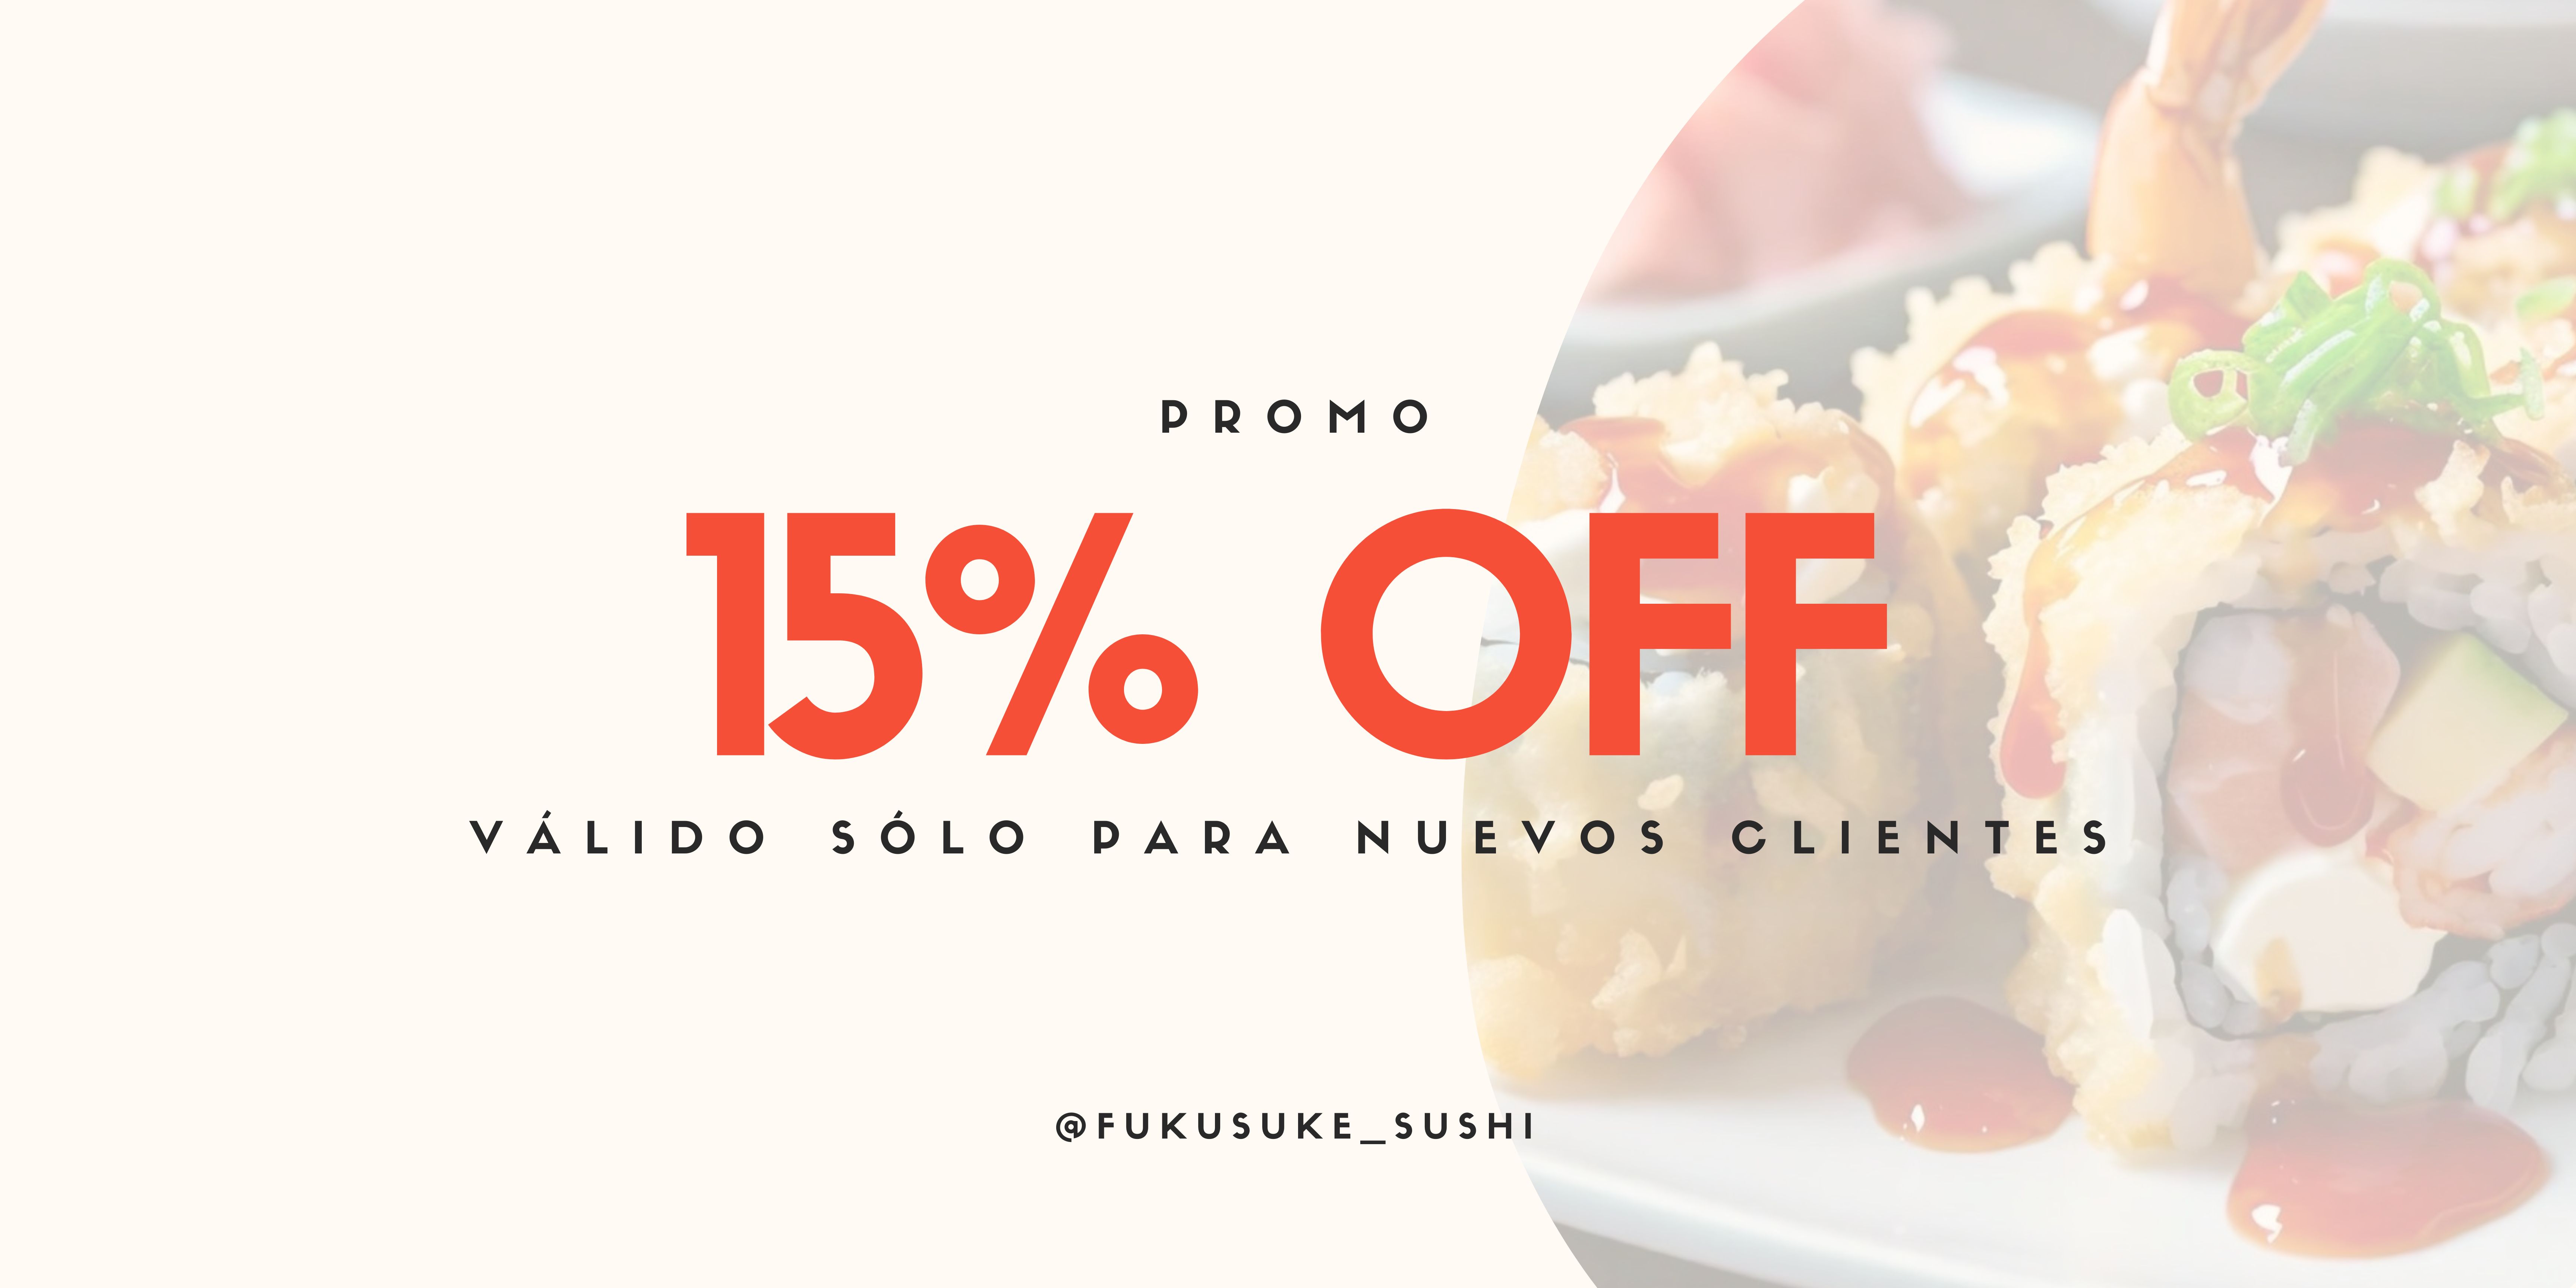 PROMO
15% OFF
VÁLIDO SÓLO PARA NUEVOS CLIENTES
@FUKUSUKE_SUSHI